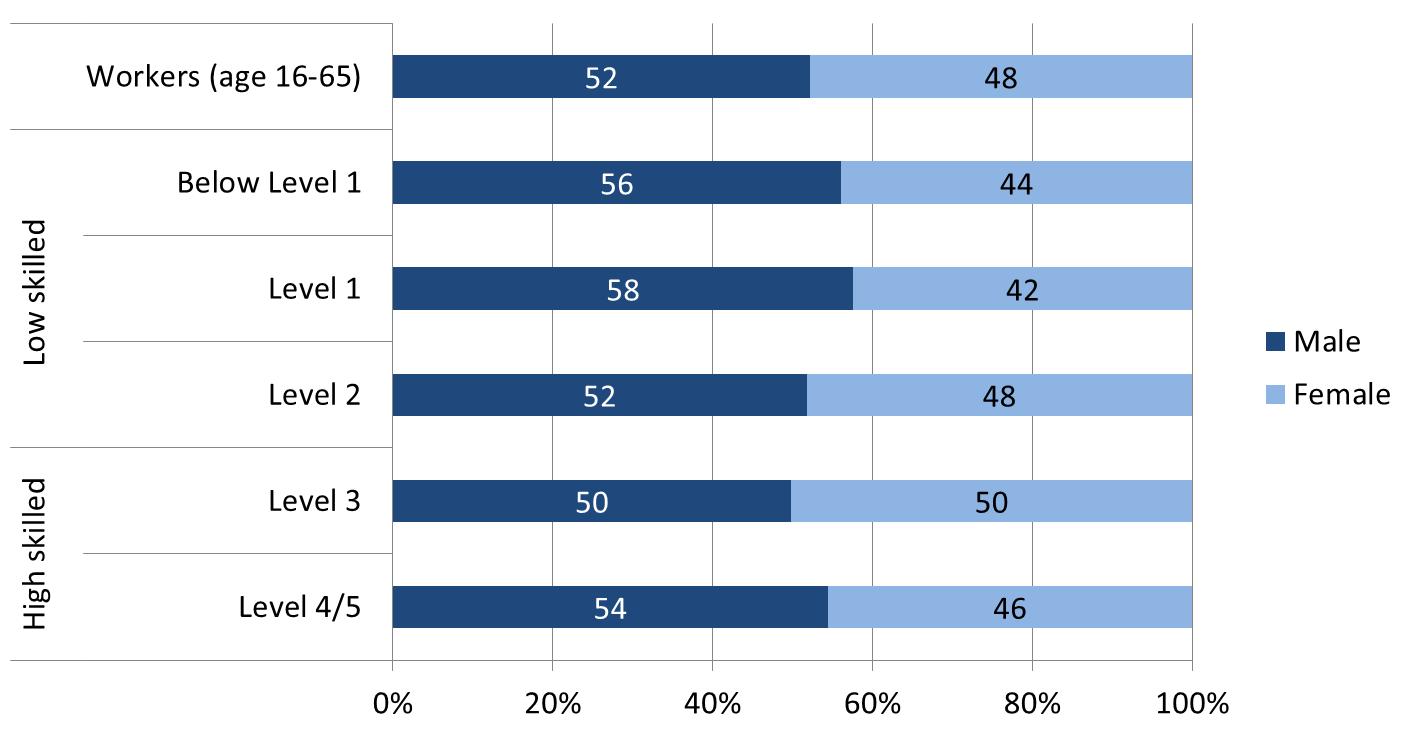 Workers (age 16-65)
52
48
Low skilled
Below Level 1
56
44
Level 1
58
42
Level 2
52
48
High skilled
Level 3
50
50
Level 4/5
54
46
0%
20%
40%
60%
80%
100%
Male
Female